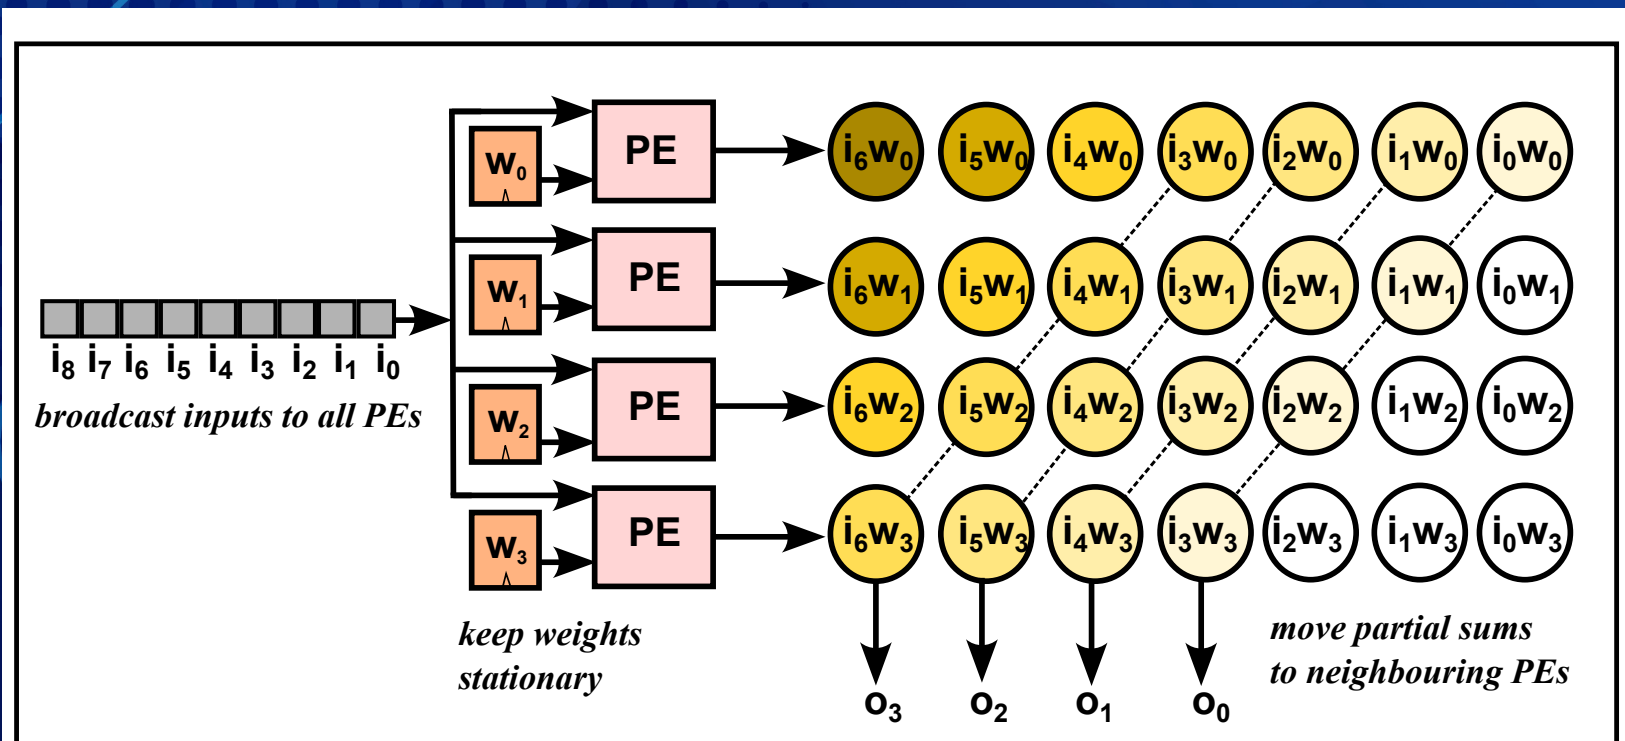 w₀ PE i₆w₀ i₅w₀ i₄w₀ i₃w₀ i₂w₀ i₁w₀ i₀w₀
w₁ PE i₆w₁ i₅w₁ i₄w₁ i₃w₁ i₂w₁ i₁w₁ i₀w₁
i₈ i₇ i₆ i₅ i₄ i₃ i₂ i₁ i₀
broadcast inputs to all PEs
w₂ PE i₆w₂ i₅w₂ i₄w₂ i₃w₂ i₂w₂ i₁w₂ i₀w₂
w₃ PE i₆w₃ i₅w₃ i₄w₃ i₃w₃ i₂w₃ i₁w₃ i₀w₃
keep weights
stationary
move partial sums
to neighbouring PEs
o₃ o₂ o₁ o₀